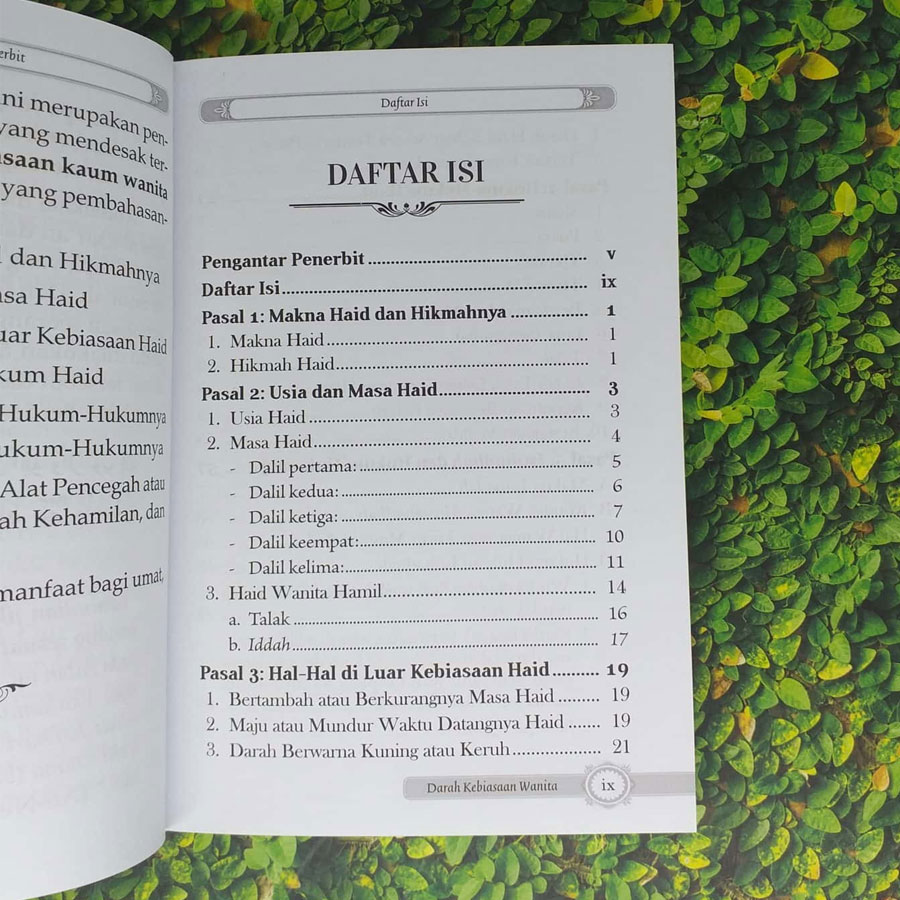 erbit
ni merupakan pen-
yang mendesak ter-
saan kaum wanita
yang pembahasan-
dan Hikmahnya
asa Haid
uar Kebiasaan Haid
kum Haid
Hukum-Hukumnya
ukum-Hukumnya
Alat Pencegah atau
ah Kehamilan, dan
manfaat bagi umat,
Daftar Isi
DAFTAR ISI
Pengantar Penerbit ........ v
Daftar Isi ........ ix
Pasal 1: Makna Haid dan Hikmahnya ........ 1
1. Makna Haid ........ 1
2. Hikmah Haid ........ 1
Pasal 2: Usia dan Masa Haid ........ 3
1. Usia Haid ........ 3
2. Masa Haid ........ 4
- Dalil pertama: ........ 5
- Dalil kedua: ........ 6
- Dalil ketiga: ........ 7
- Dalil keempat: ........ 10
- Dalil kelima: ........ 11
3. Haid Wanita Hamil ........ 14
a. Talak ........ 16
b. Iddah ........ 17
Pasal 3: Hal-Hal di Luar Kebiasaan Haid ........ 19
1. Bertambah atau Berkurangnya Masa Haid ........ 19
2. Maju atau Mundur Waktu Datangnya Haid ........ 19
3. Darah Berwarna Kuning atau Keruh ........ 21
Darah Kebiasaan Wanita ix